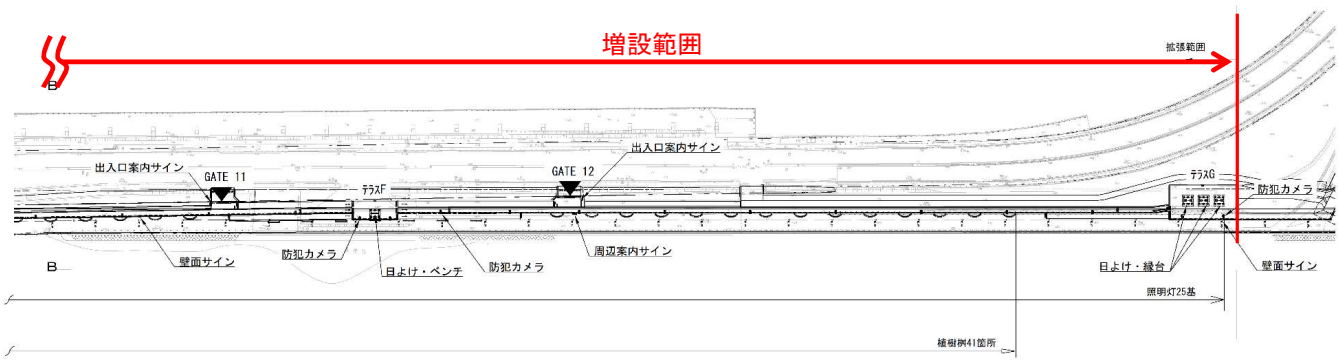 増設範囲
拡張範囲
B
出入口案内サイン
GATE 11
テラスF
GATE 12
出入口案内サイン
テラスG
防犯カメラ
B
壁面サイン
防犯カメラ
日よけ・ベンチ
防犯カメラ
周辺案内サイン
日よけ・縁台
壁面サイン
照明灯25基
植樹桝41箇所